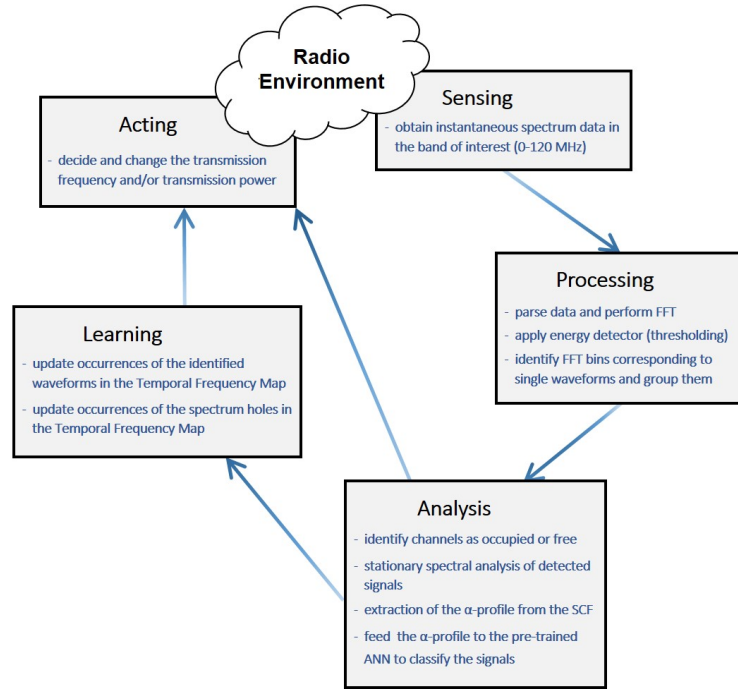 Radio
Environment
Sensing
- obtain instantaneous spectrum data in
the band of interest (0-120 MHz)
Processing
- parse data and perform FFT
- apply energy detector (thresholding)
- identify FFT bins corresponding to
single waveforms and group them
Analysis
- identify channels as occupied or free
- stationary spectral analysis of detected
signals
- extraction of the α-profile from the SCF
- feed the α-profile to the pre-trained
ANN to classify the signals
Learning
- update occurrences of the identified
waveforms in the Temporal Frequency Map
- update occurrences of the spectrum holes in
the Temporal Frequency Map
Acting
- decide and change the transmission
frequency and/or transmission power